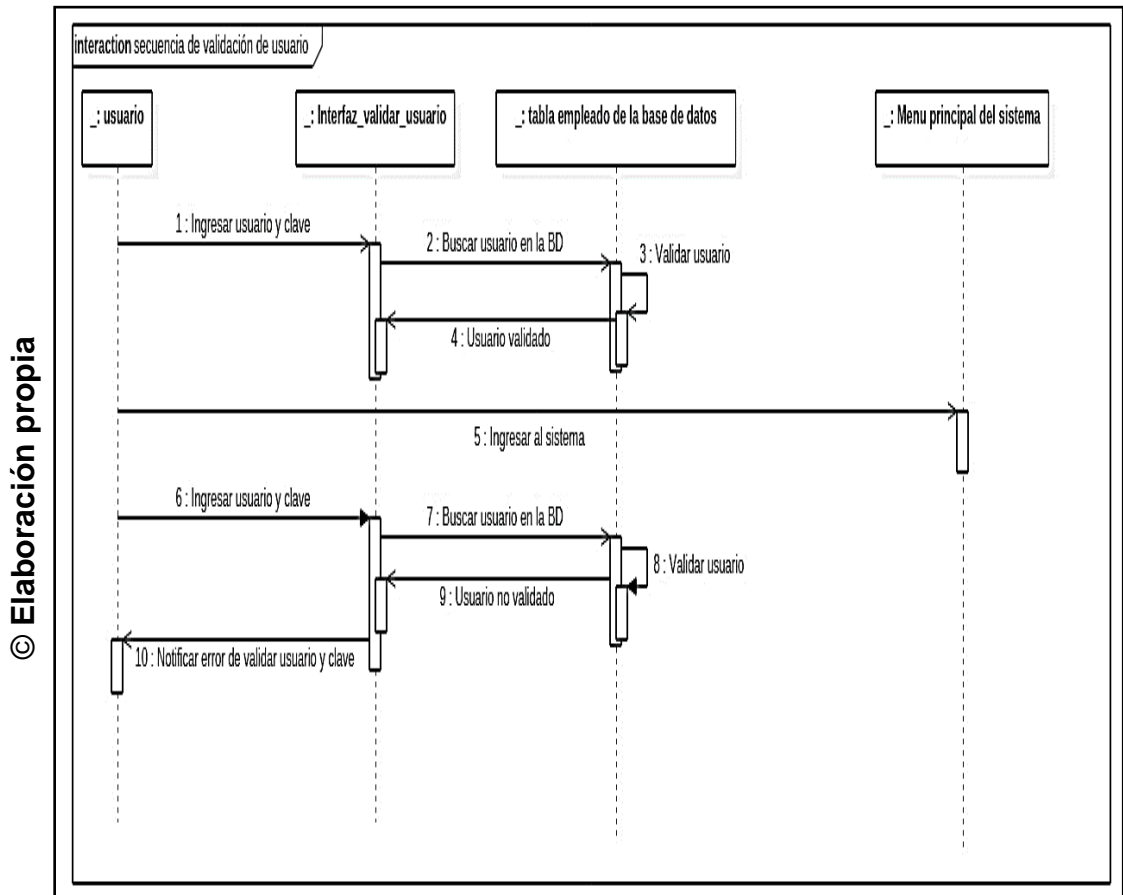 interaction secuencia de validación de usuario
_: usuario
_: Interfaz_validar_usuario
_: tabla empleado de la base de datos
_: Menu principal del sistema
1 : Ingresar usuario y clave
2 : Buscar usuario en la BD
3 : Validar usuario
4 : Usuario validado
5 : Ingresar al sistema
6 : Ingresar usuario y clave
7 : Buscar usuario en la BD
8 : Validar usuario
9 : Usuario no validado
10 : Notificar error de validar usuario y clave
© Elaboración propia